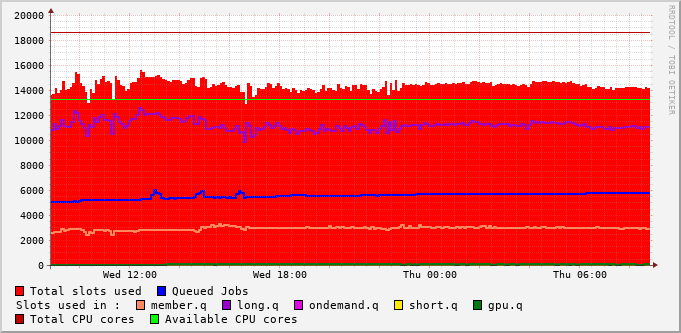 20000
18000
16000
14000
12000
10000
8000
6000
4000
2000
0
Wed 12:00 Wed 18:00 Thu 00:00 Thu 06:00
RRDTOOL / TOBI OETIKER
Total slots used Queued Jobs
Slots used in : member.q long.q ondemand.q short.q gpu.q
Total CPU cores Available CPU cores